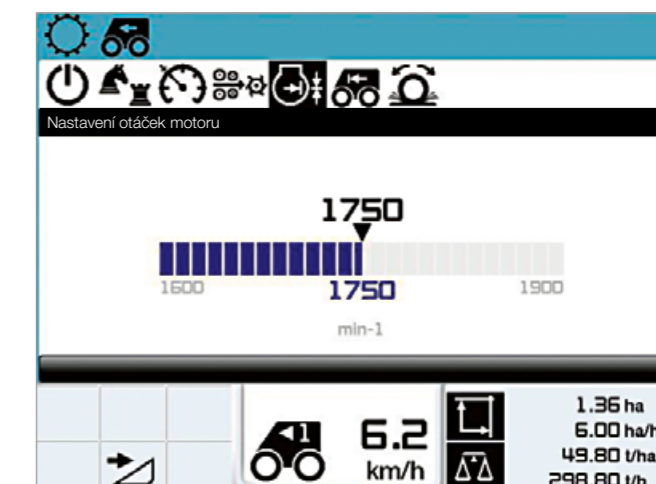 Nastavení otáček motoru
1750
1600 1750 1900
min-1
1
6.2
km/h
1.36 ha
6.00 ha/h
49.80 t/ha
298.80 t/h